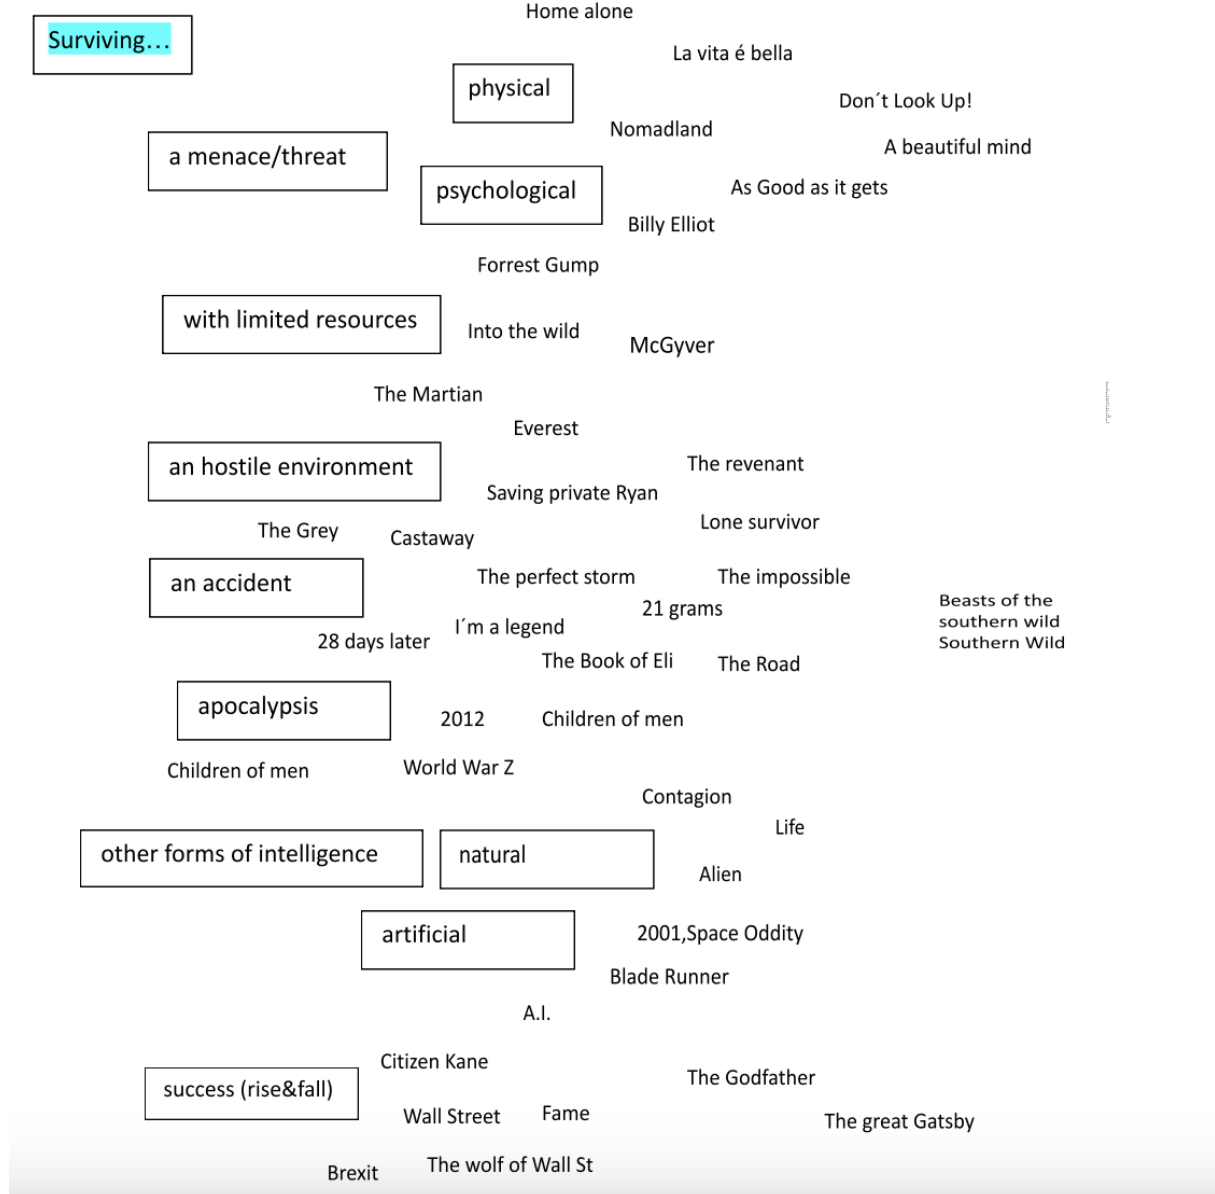 Home alone
Surviving...
La vita é bella
physical
Don´t Look Up!
Nomadland
A beautiful mind
a menace/threat
psychological
As Good as it gets
Billy Elliot
Forrest Gump
with limited resources
Into the wild
McGyver
The Martian
Everest
an hostile environment
The revenant
Saving private Ryan
Lone survivor
The Grey
Castaway
an accident
The perfect storm
The impossible
21 grams
Beasts of the
southern wild
Southern Wild
I´m a legend
28 days later
The Book of Eli
The Road
apocalypsis
2012
Children of men
Children of men
World War Z
Contagion
Life
other forms of intelligence
natural
Alien
artificial
2001,Space Oddity
Blade Runner
A.I.
Citizen Kane
The Godfather
success (rise&fall)
Wall Street
Fame
The great Gatsby
The wolf of Wall St
Brexit